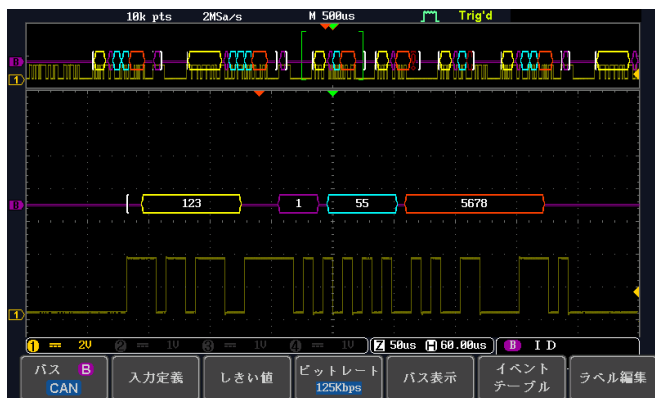 10k pts 2MSa/s M 500us Trig'd
B
1
B 123 1 55 5678
1
1 2V 2 1V 3 1V 4 1V Z 50us H 60.00us B ID
バス B
CAN
入力定義
しきい値
ビットレート
125Kbps
バス表示
イベント
テーブル
ラベル編集